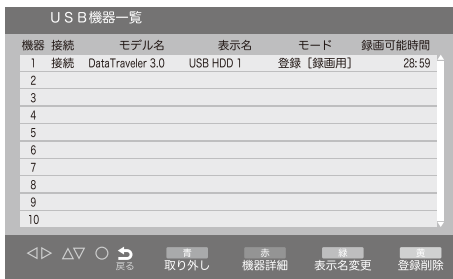 USB機器一覧
機器 接続 モデル名 表示名 モード 録画可能時間
1 接続 DataTraveler 3.0 USB HDD 1 登録［録画用］ 28:59
2
3
4
5
6
7
8
9
10
戻る
青 赤 緑 黄
取り外し 機器詳細 表示名変更 登録削除